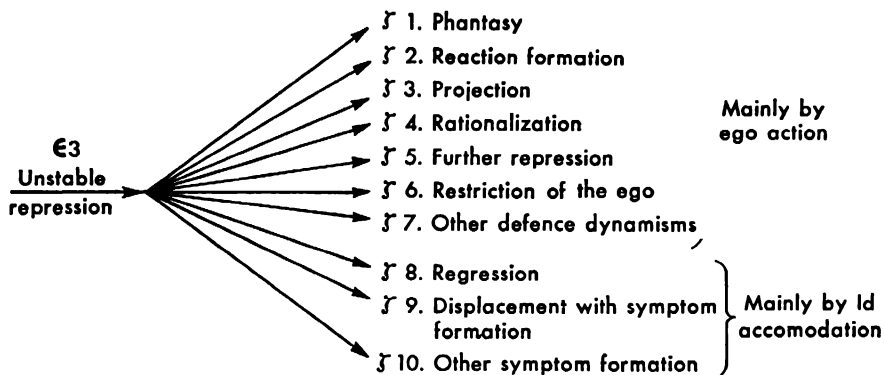 ζ 1. Phantasy
ζ 2. Reaction formation
ζ 3. Projection
ζ 4. Rationalization
ζ 5. Further repression
ζ 6. Restriction of the ego
ζ 7. Other defence dynamisms
Mainly by
ego action
ϵ3
Unstable
repression
ζ 8. Regression
ζ 9. Displacement with symptom
formation
ζ 10. Other symptom formation
Mainly by Id
accomodation